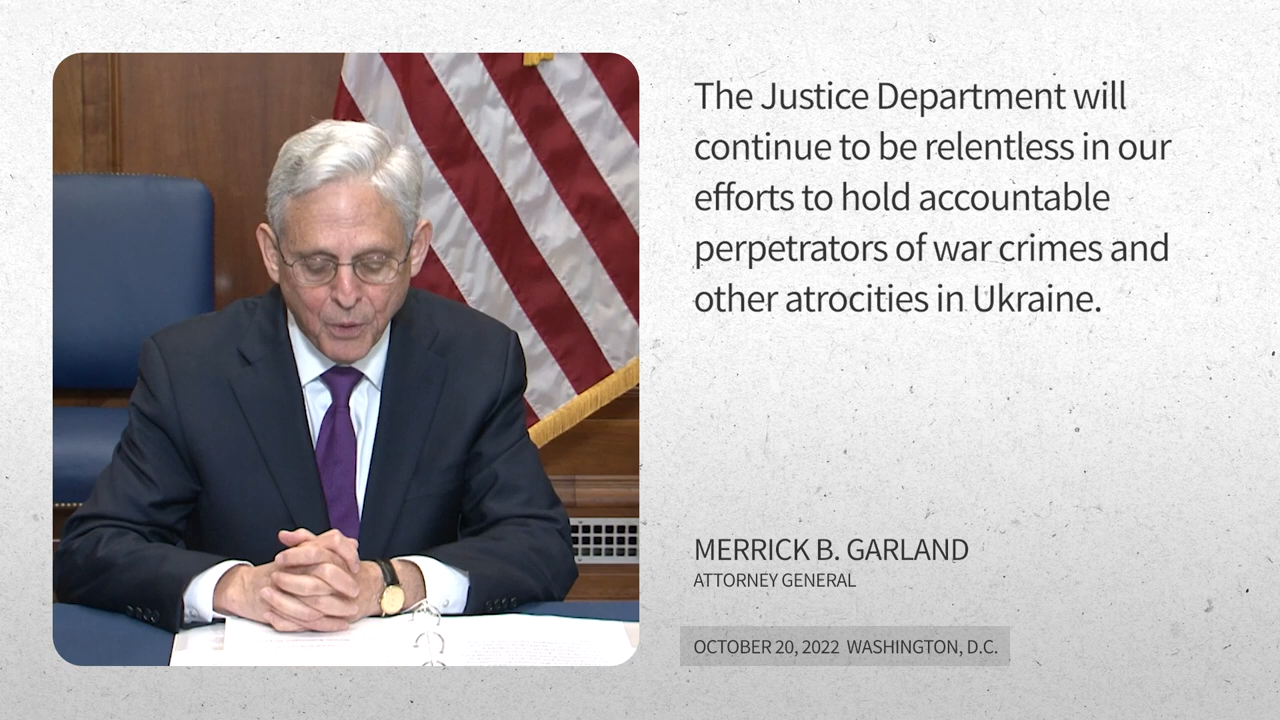 The Justice Department will
continue to be relentless in our
efforts to hold accountable
perpetrators of war crimes and
other atrocities in Ukraine.
MERRICK B. GARLAND
ATTORNEY GENERAL
OCTOBER 20, 2022 WASHINGTON, D.C.